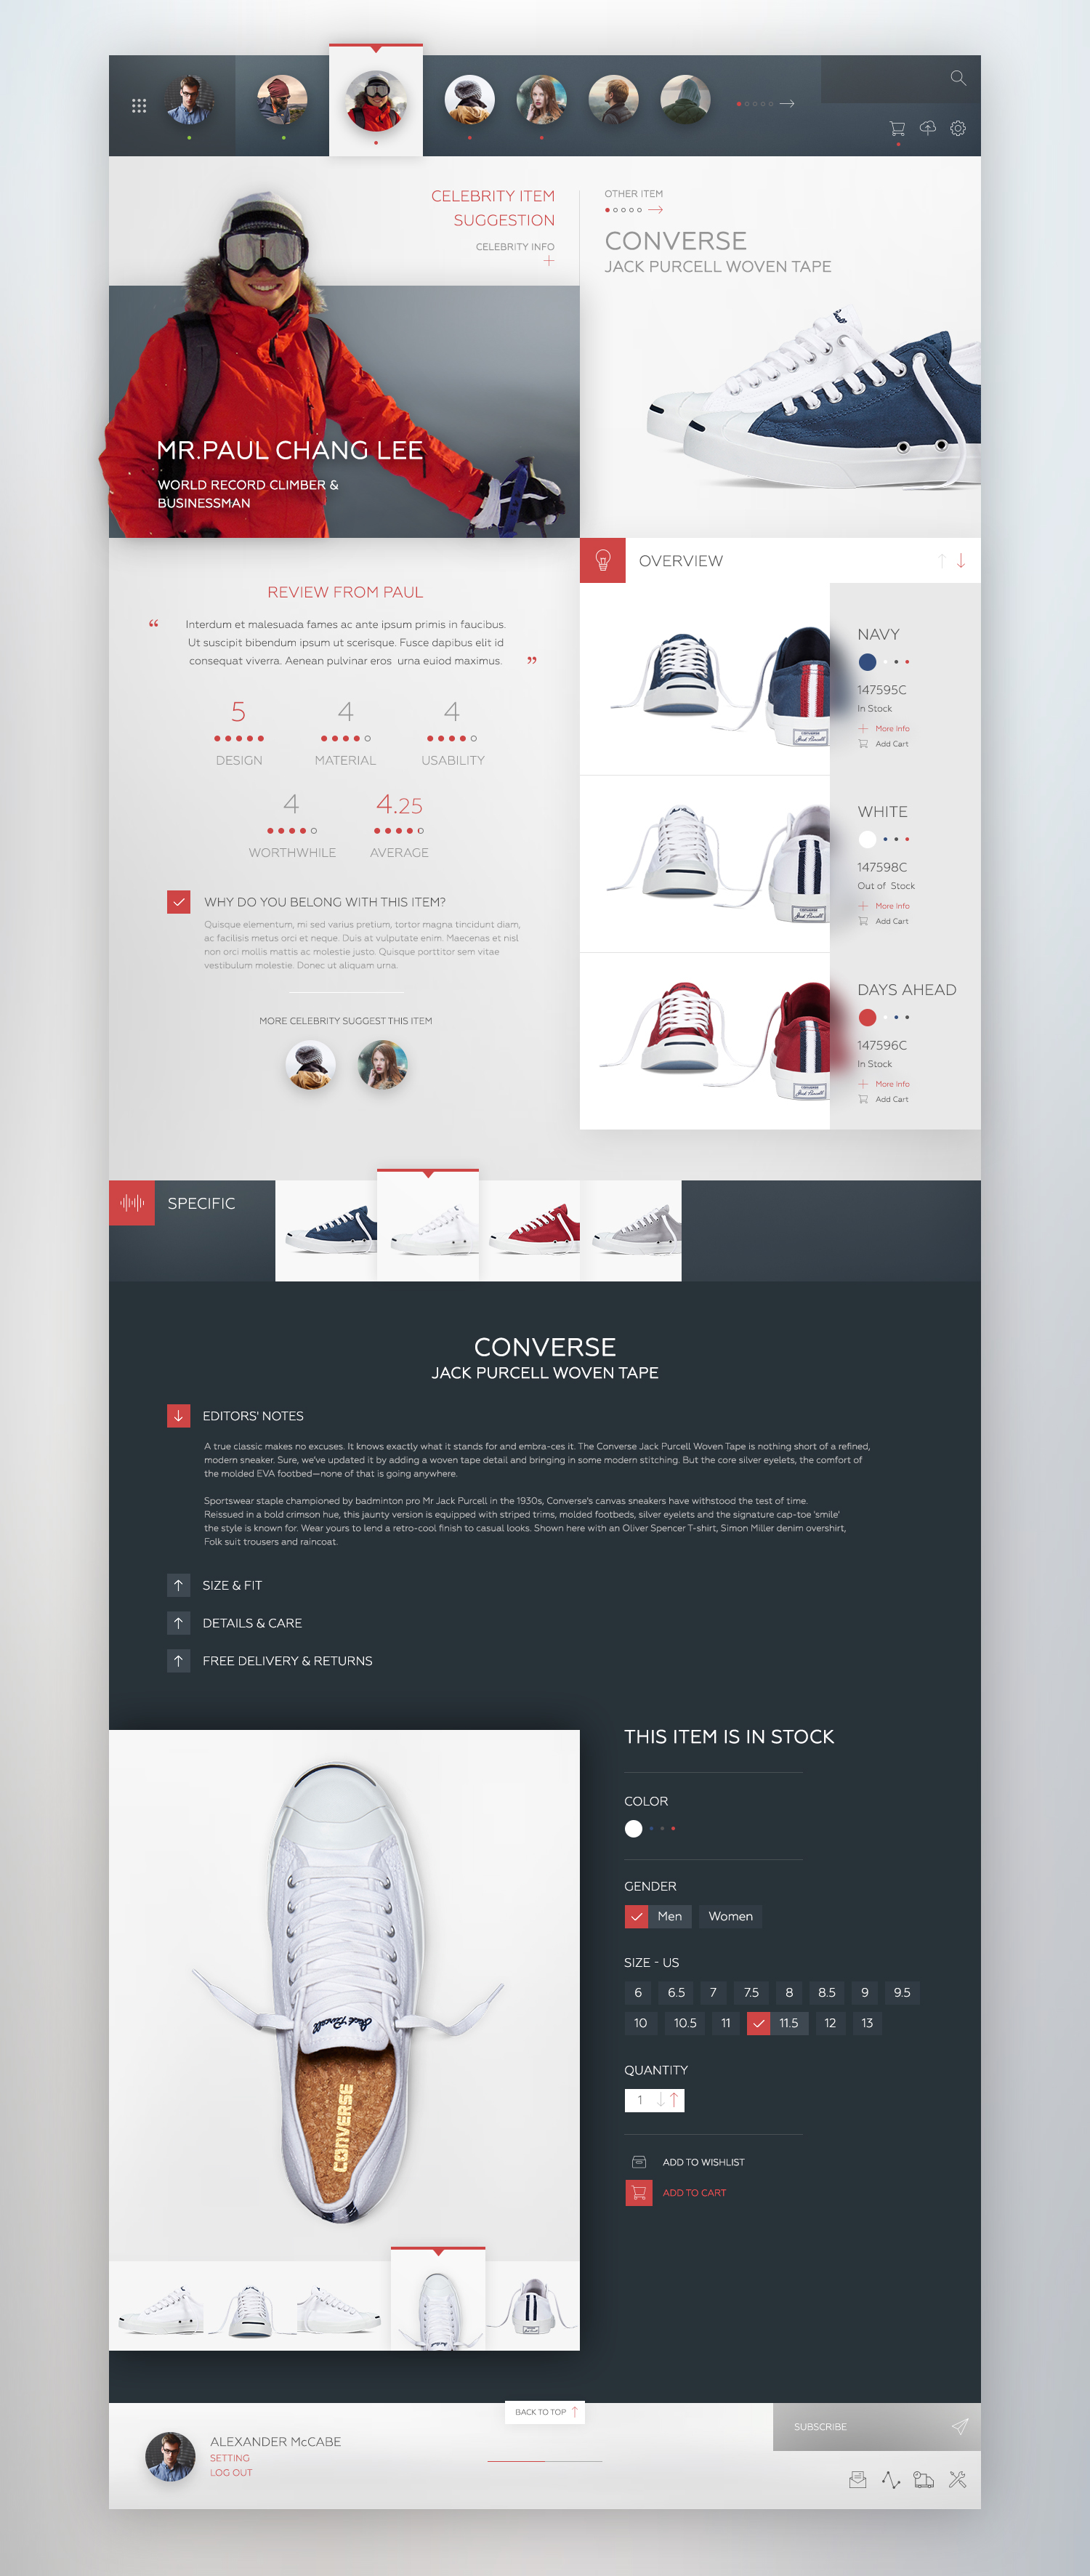 CELEBRITY ITEM
SUGGESTION
CELEBRITY INFO
OTHER ITEM
CONVERSE
JACK PURCELL WOVEN TAPE
MR.PAUL CHANG LEE
WORLD RECORD CLIMBER &
BUSINESSMAN
REVIEW FROM PAUL
“ Interdum et malesuada fames ac ante ipsum primis in faucibus.
Ut suscipit bibendum ipsum ut scerisque. Fusce dapibus elit id
consequat viverra. Aenean pulvinar eros urna euiod maximus. ”
5 4 4
DESIGN MATERIAL USABILITY
4 4.25
WORTHWHILE AVERAGE
WHY DO YOU BELONG WITH THIS ITEM?
Quisque elementum, mi sed varius pretium, tortor magna tincidunt diam,
ac facilisis metus orci et neque. Duis at vulputate enim. Maecenas et nisl
non orci mollis mattis ac molestie justo. Quisque porttitor sem vitae
vestibulum molestie. Donec ut aliquam urna.
MORE CELEBRITY SUGGEST THIS ITEM
OVERVIEW
NAVY
147595C
In Stock
More Info
Add Cart
CONVERSE
Jack Purcell
WHITE
147598C
Out of Stock
More Info
Add Cart
CONVERSE
Jack Purcell
DAYS AHEAD
147596C
In Stock
More Info
Add Cart
CONVERSE
Jack Purcell
SPECIFIC
CONVERSE
JACK PURCELL WOVEN TAPE
EDITORS' NOTES
A true classic makes no excuses. It knows exactly what it stands for and embra-ces it. The Converse Jack Purcell Woven Tape is nothing short of a refined,
modern sneaker. Sure, we've updated it by adding a woven tape detail and bringing in some modern stitching. But the core silver eyelets, the comfort of
the molded EVA footbed—none of that is going anywhere.
Sportswear staple championed by badminton pro Mr Jack Purcell in the 1930s, Converse's canvas sneakers have withstood the test of time.
Reissued in a bold crimson hue, this jaunty version is equipped with striped trims, molded footbeds, silver eyelets and the signature cap-toe 'smile'
the style is known for. Wear yours to lend a retro-cool finish to casual looks. Shown here with an Oliver Spencer T-shirt, Simon Miller denim overshirt,
Folk suit trousers and raincoat.
SIZE & FIT
DETAILS & CARE
FREE DELIVERY & RETURNS
Jack Purcell
CONVERSE
THIS ITEM IS IN STOCK
COLOR
GENDER
Men Women
SIZE - US
6 6.5 7 7.5 8 8.5 9 9.5
10 10.5 11 11.5 12 13
QUANTITY
1
ADD TO WISHLIST
ADD TO CART
BACK TO TOP
ALEXANDER McCABE
SETTING
LOG OUT
SUBSCRIBE